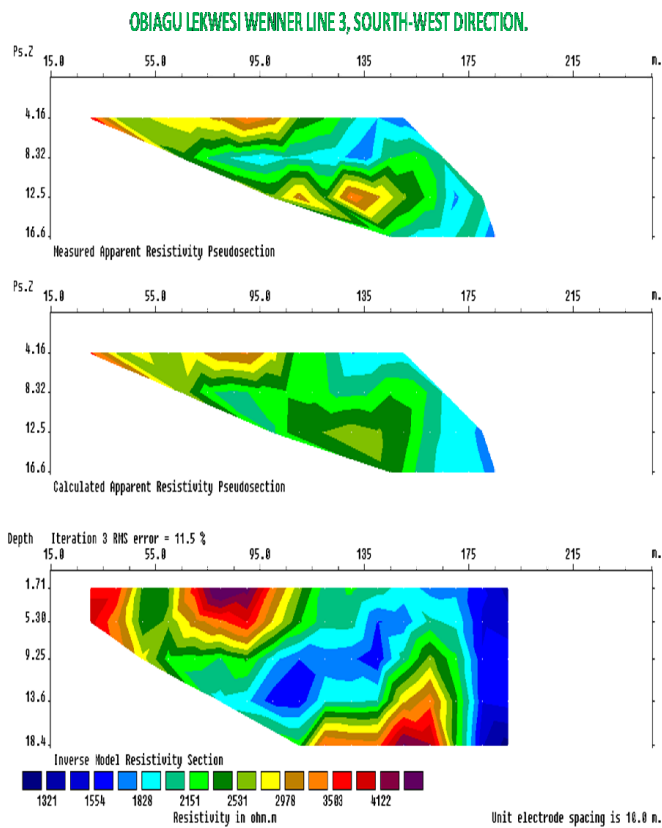 OBIAGU LEKWESI WENNER LINE 3, SOURTH-WEST DIRECTION.
Ps.Z 15.0 55.0 95.0 135 175 215 m.
4.16
8.32
12.5
16.6
Measured Apparent Resistivity Pseudosection
Ps.Z 15.0 55.0 95.0 135 175 215 m.
4.16
8.32
12.5
16.6
Calculated Apparent Resistivity Pseudosection
Depth Iteration 3 RMS error = 11.5 %
15.0 55.0 95.0 135 175 215 m.
1.71
5.30
9.25
13.6
18.4
Inverse Model Resistivity Section
1321 1554 1828 2151 2531 2978 3503 4122
Resistivity in ohm.m Unit electrode spacing is 10.0 m.